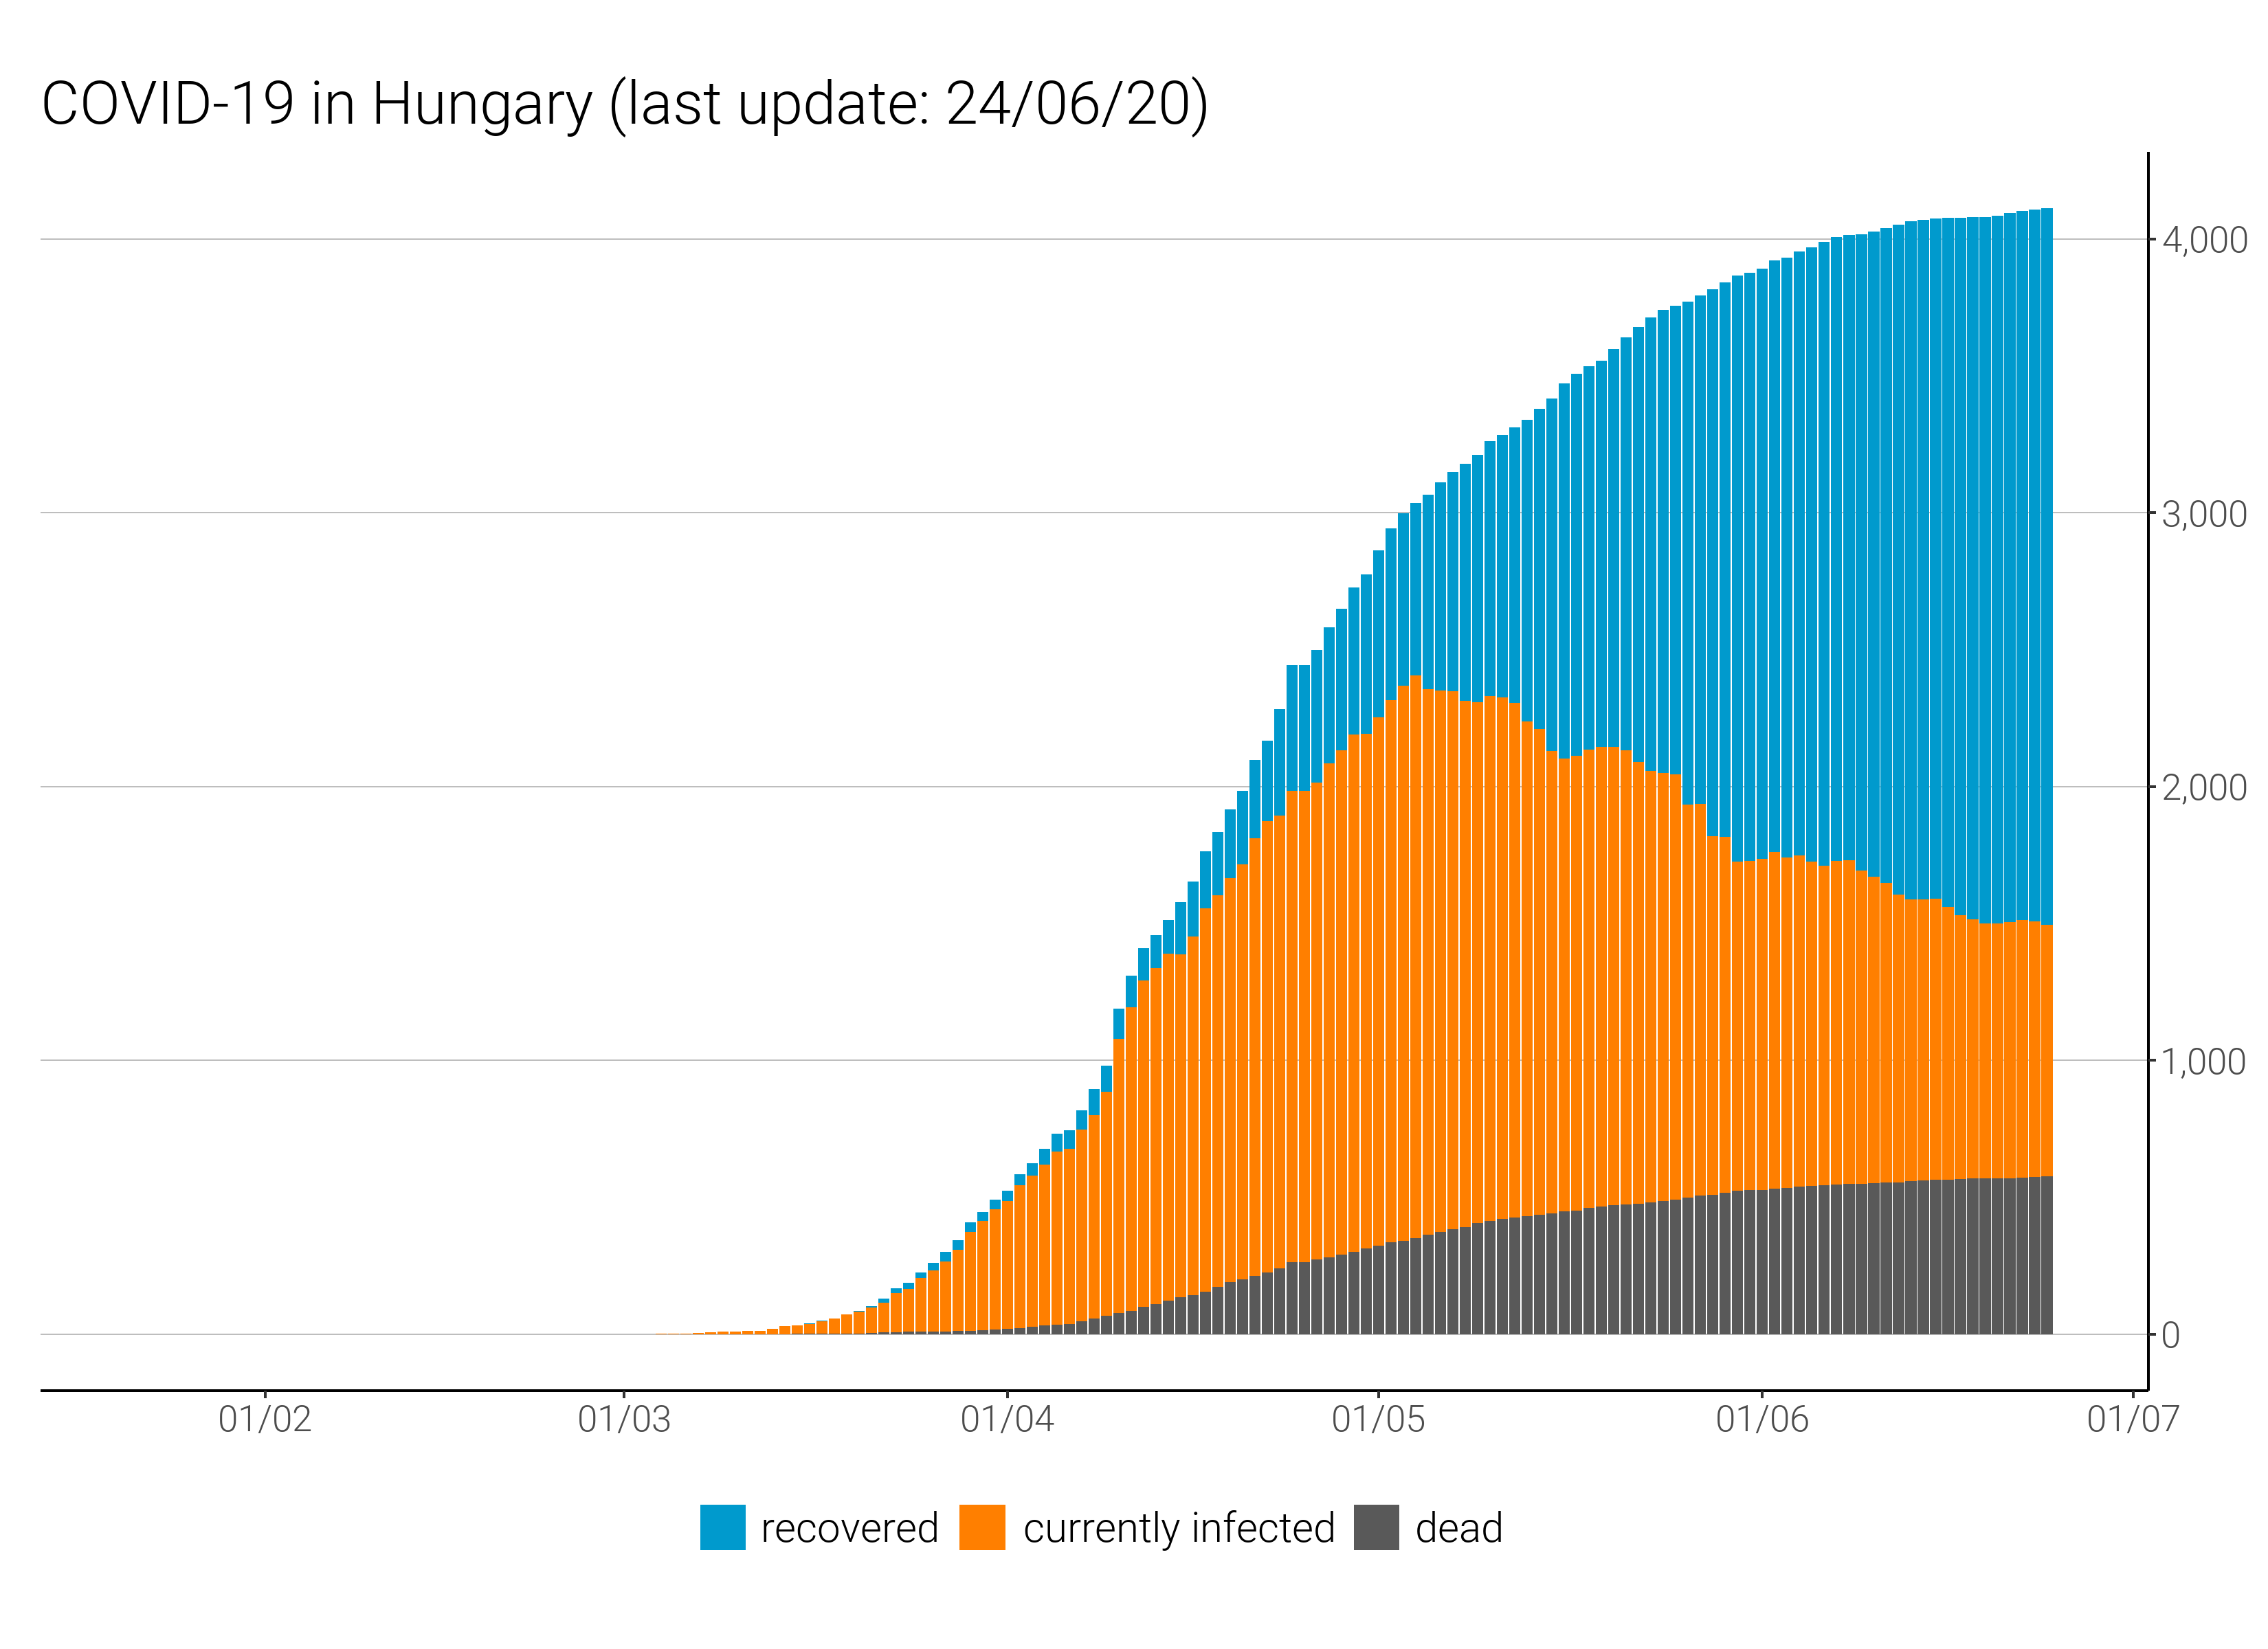 COVID-19 in Hungary (last update: 24/06/20)
4,000
3,000
2,000
1,000
0
01/02 01/03 01/04 01/05 01/06 01/07
recovered currently infected dead